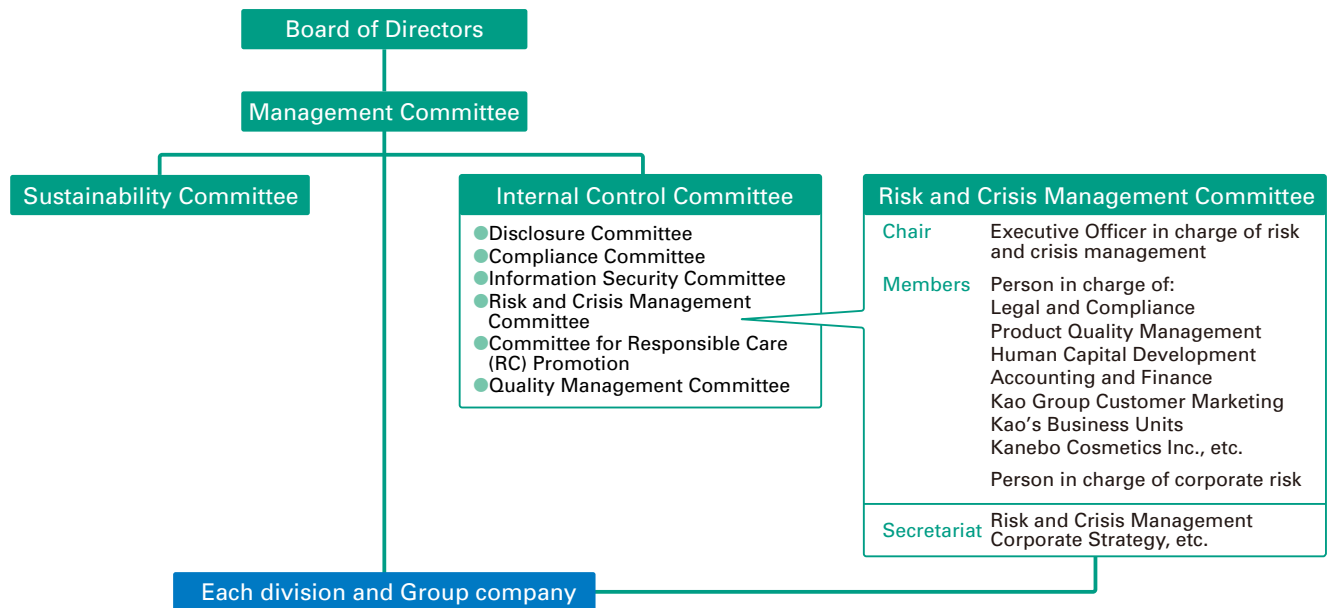 Board of Directors
Management Committee
Sustainability Committee
Internal Control Committee
Disclosure Committee
Compliance Committee
Information Security Committee
Risk and Crisis Management
Committee
Committee for Responsible Care
(RC) Promotion
Quality Management Committee
Risk and Crisis Management Committee
Chair Executive Officer in charge of risk
and crisis management
Members Person in charge of:
Legal and Compliance
Product Quality Management
Human Capital Development
Accounting and Finance
Kao Group Customer Marketing
Kao’s Business Units
Kanebo Cosmetics Inc., etc.
Person in charge of corporate risk
Secretariat Risk and Crisis Management
Corporate Strategy, etc.
Each division and Group company